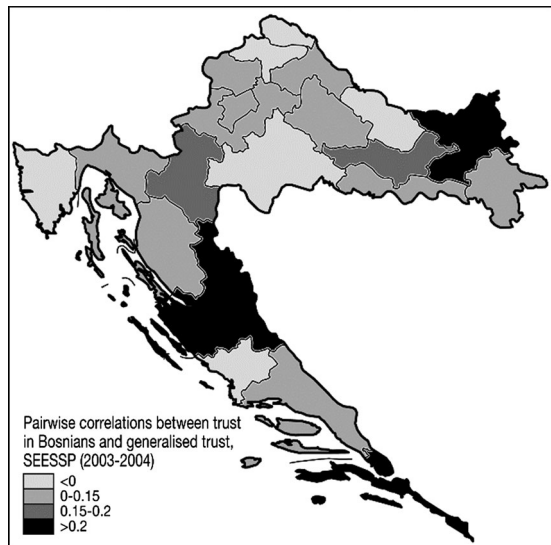 Pairwise correlations between trust
in Bosnians and generalised trust,
SEESSP (2003-2004)
<0
0-0.15
0.15-0.2
>0.2